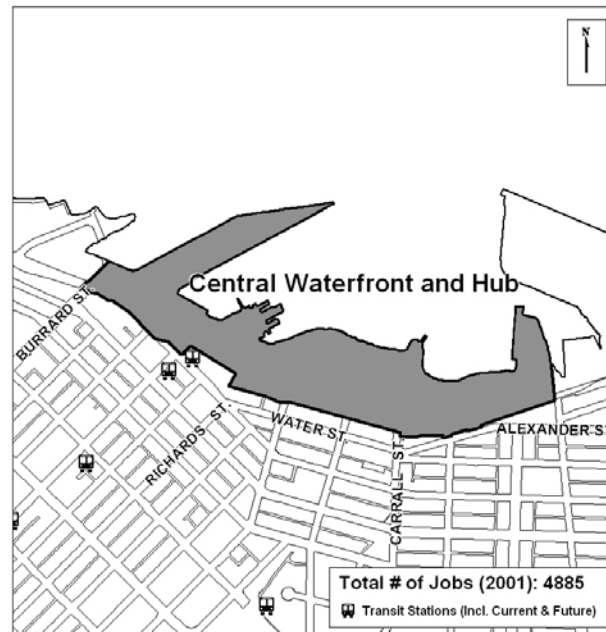 N
Central Waterfront and Hub
BURRARD ST.
RICHARDS ST.
WATER ST.
CARRALL ST.
ALEXANDER S
Total # of Jobs (2001): 4885
Transit Stations (Incl. Current & Future)